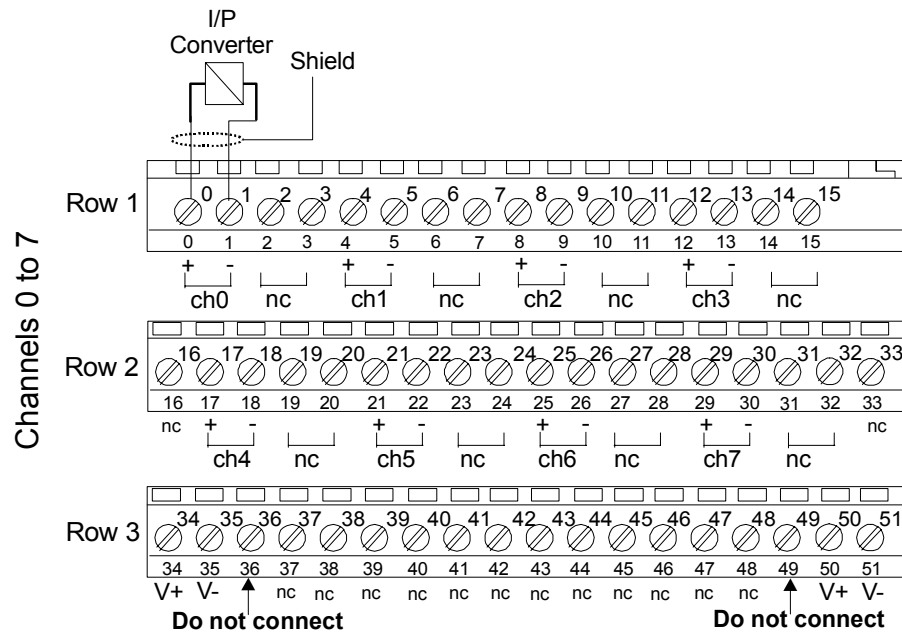 I/P
Converter
Shield
Channels 0 to 7
Row 1
0 1 2 3 4 5 6 7 8 9 10 11 12 13 14 15
0 1 2 3 4 5 6 7 8 9 10 11 12 13 14 15
+ - + - + - + -
ch0 nc ch1 nc ch2 nc ch3 nc
Row 2
16 17 18 19 20 21 22 23 24 25 26 27 28 29 30 31 32 33
16 17 18 19 20 21 22 23 24 25 26 27 28 29 30 31 32 33
nc + - + - + - + - nc
ch4 nc ch5 nc ch6 nc ch7 nc
Row 3
34 35 36 37 38 39 40 41 42 43 44 45 46 47 48 49 50 51
34 35 36 37 38 39 40 41 42 43 44 45 46 47 48 49 50 51
V+ V- nc nc nc nc nc nc nc nc nc nc nc nc V+ V-
Do not connect Do not connect